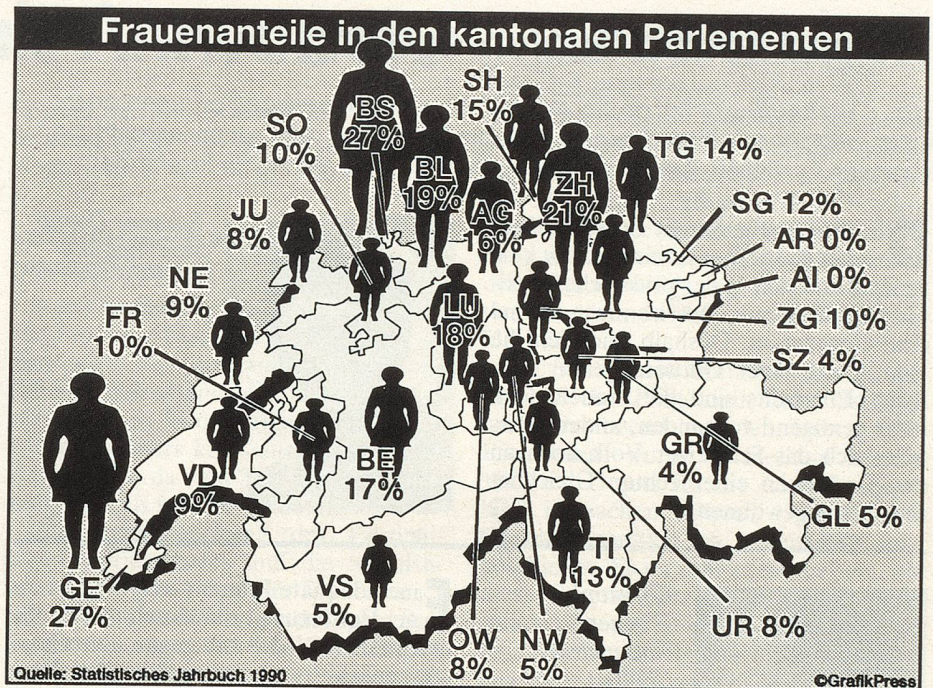 Frauenanteile in den kantonalen Parlementen
BS
27%
SH
15%
SO
10%
BL
19%
AG
16%
ZH
21%
TG 14%
JU
8%
SG 12%
AR 0%
AI 0%
NE
9%
FR
10%
LU
18%
ZG 10%
SZ 4%
VD
9%
BE
17%
GR
4%
GL 5%
GE
27%
VS
5%
TI
13%
OW
8%
NW
5%
UR 8%
Quelle: Statistisches Jahrbuch 1990
©GrafikPress